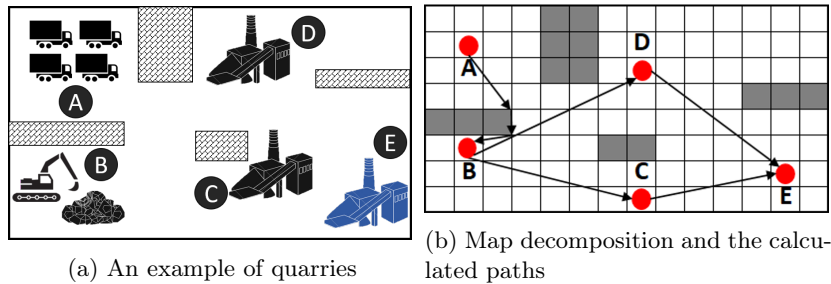 A
B
C
D
E
(a) An example of quarries
A
B
D
C
E
(b) Map decomposition and the calcu-
lated paths